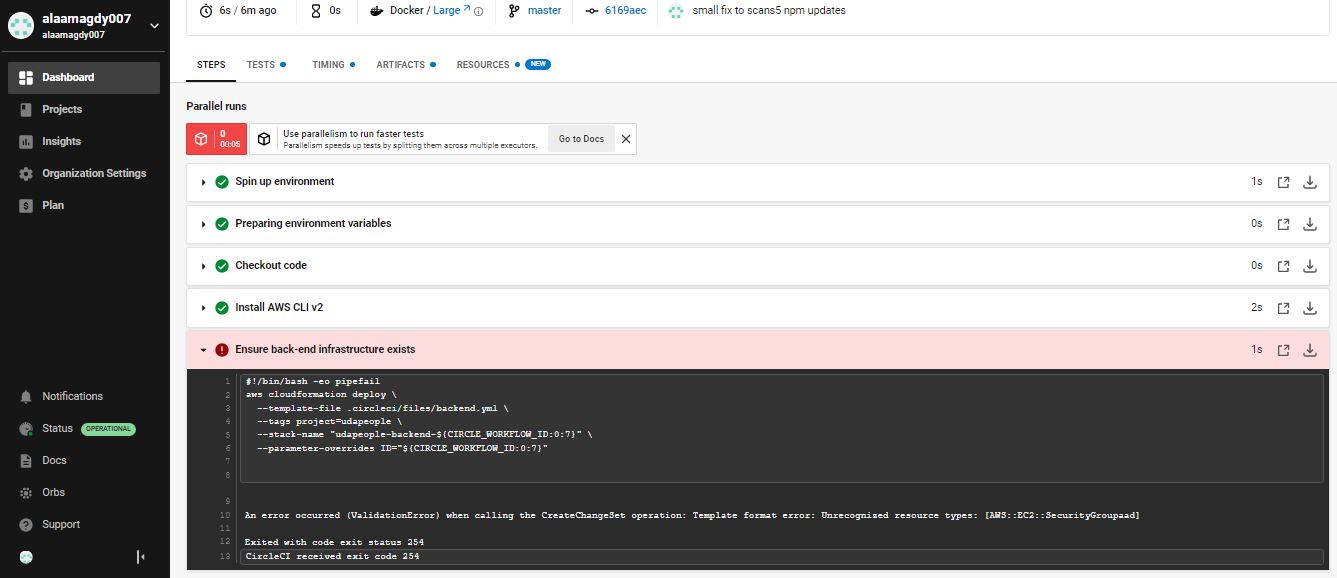 alaamagdy007
alaamagdy007
Dashboard
Projects
Insights
Organization Settings
Plan
Notifications
Status OPERATIONAL
Docs
Orbs
Support
6s / 6m ago 0s Docker / Large master 6169aec small fix to scans5 npm updates
STEPS TESTS TIMING ARTIFACTS RESOURCES NEW
Parallel runs
0
00:05
Use parallelism to run faster tests
Parallelism speeds up tests by splitting them across multiple executors.
Go to Docs
Spin up environment 1s
Preparing environment variables 0s
Checkout code 0s
Install AWS CLI v2 2s
Ensure back-end infrastructure exists 1s
1 #!/bin/bash -eo pipefail
2 aws cloudformation deploy \
3 --template-file .circleci/files/backend.yml \
4 --tags project=udapeople \
5 --stack-name "udapeople-backend-${CIRCLE_WORKFLOW_ID:0:7}" \
6 --parameter-overrides ID="${CIRCLE_WORKFLOW_ID:0:7}"
7
8
9
10 An error occurred (ValidationError) when calling the CreateChangeSet operation: Template format error: Unrecognized resource types: [AWS::EC2::SecurityGroupaad]
11
12 Exited with code exit status 254
13 CircleCI received exit code 254